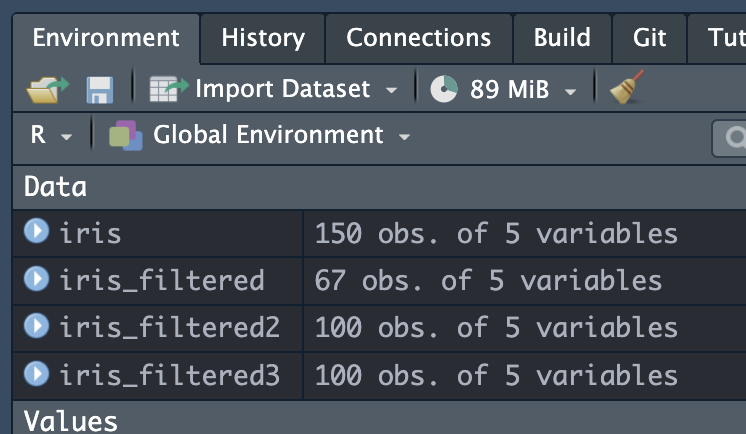 Environment History Connections Build Git Tut
Import Dataset 89 MiB
R Global Environment
Data
iris 150 obs. of 5 variables
iris_filtered 67 obs. of 5 variables
iris_filtered2 100 obs. of 5 variables
iris_filtered3 100 obs. of 5 variables
Values